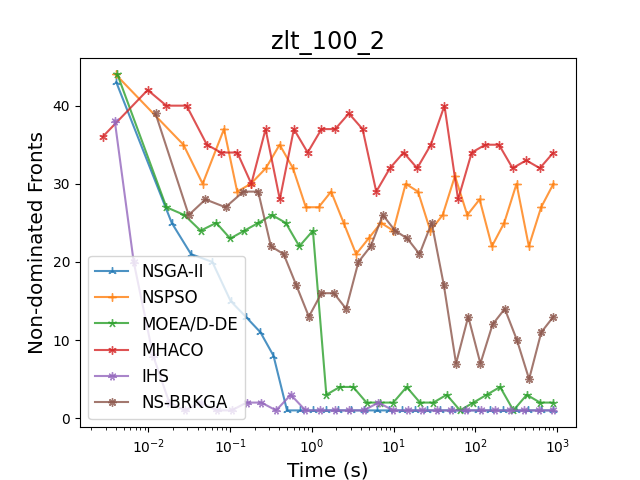 zlt_100_2
Non-dominated Fronts
40
30
20
10
0
NSGA-II
NSPSO
MOEA/D-DE
MHACO
IHS
NS-BRKGA
10⁻² 10⁻¹ 10⁰ 10¹ 10² 10³
Time (s)